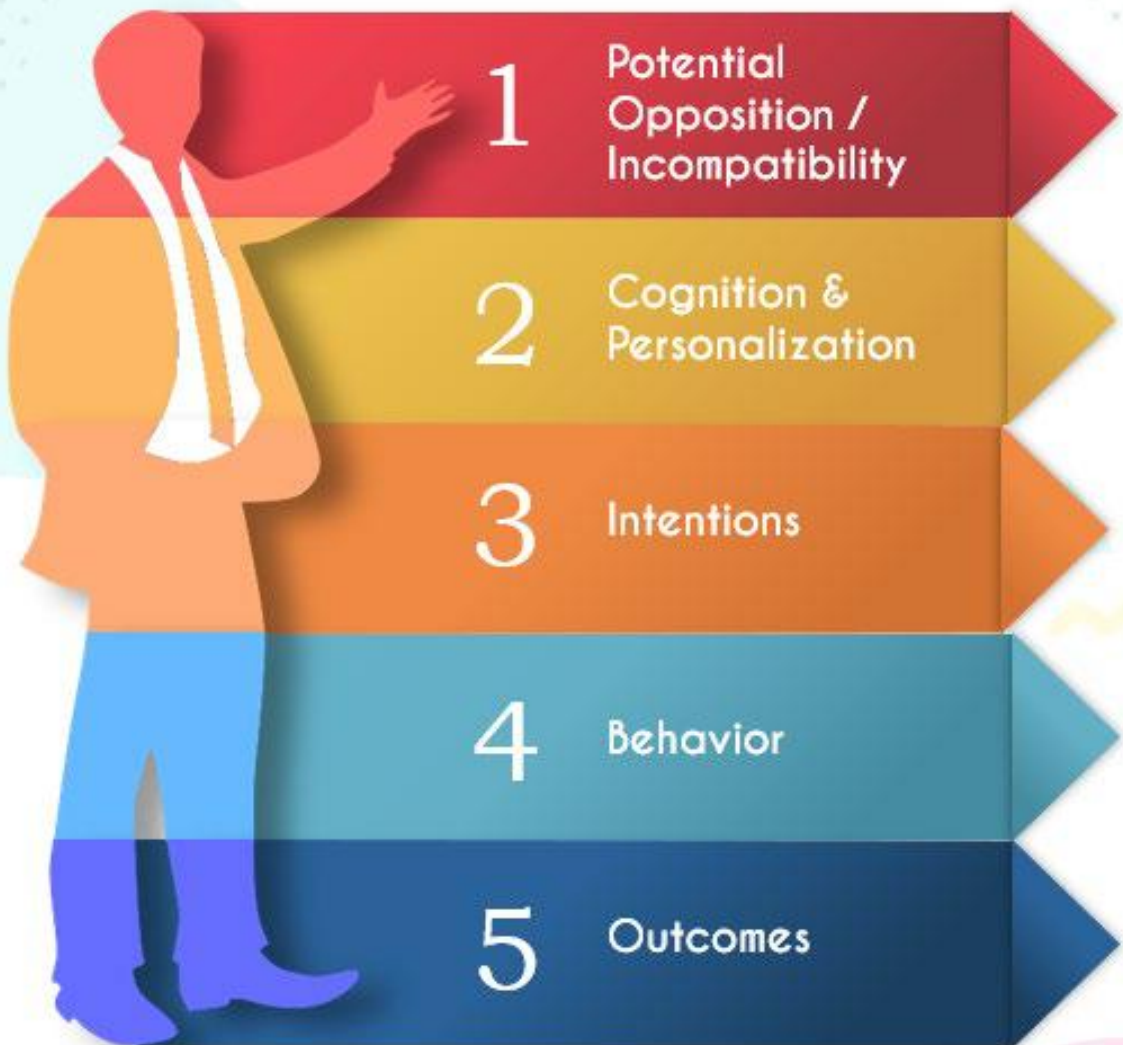 1
Potential
Opposition /
Incompatibility
2
Cognition &
Personalization
3
Intentions
4
Behavior
5
Outcomes